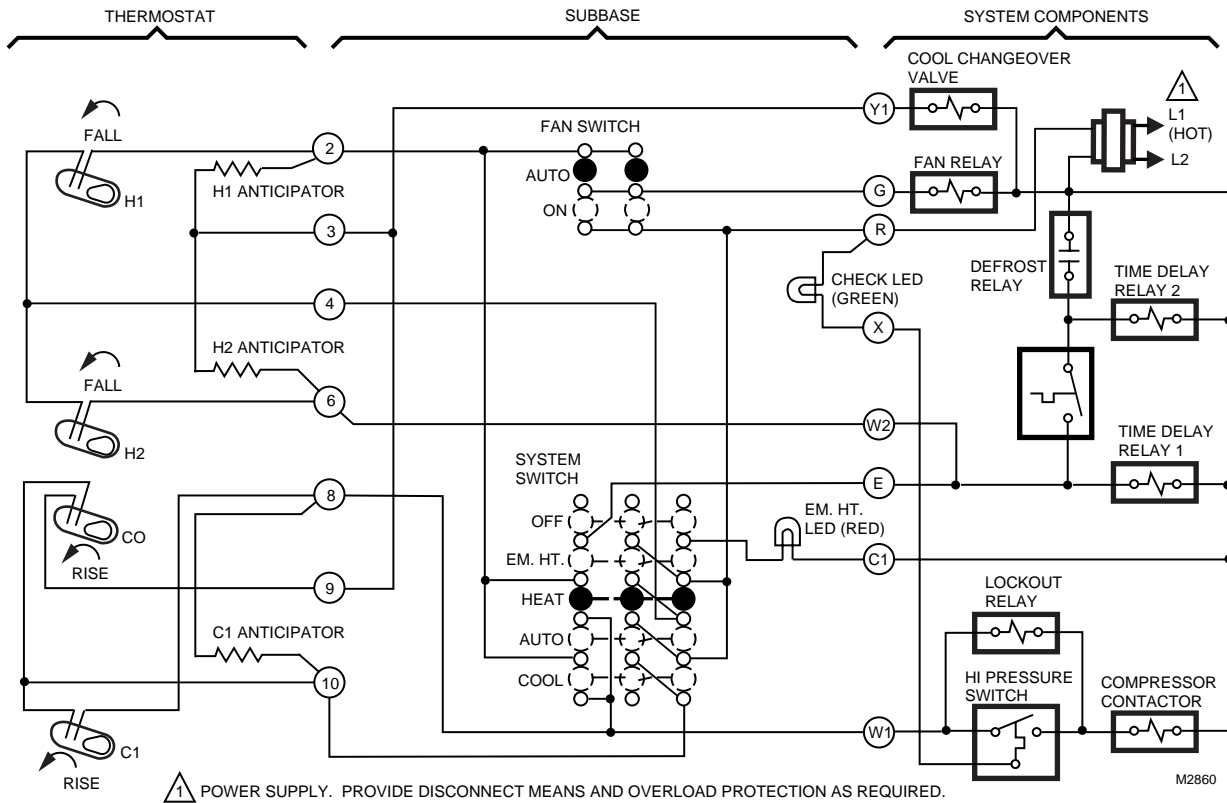 THERMOSTAT
SUBBASE
SYSTEM COMPONENTS
COOL CHANGEOVER
VALVE
1
L1
(HOT)
L2
FALL
H1
2
H1 ANTICIPATOR
FAN SWITCH
AUTO
ON
Y1
FAN RELAY
G
R
3
4
CHECK LED
(GREEN)
X
DEFROST
RELAY
TIME DELAY
RELAY 2
H2 ANTICIPATOR
FALL
H2
6
W2
TIME DELAY
RELAY 1
SYSTEM
SWITCH
E
OFF
EM. HT.
HEAT
AUTO
COOL
EM. HT.
LED (RED)
C1
CO
RISE
8
9
C1 ANTICIPATOR
10
LOCKOUT
RELAY
HI PRESSURE
SWITCH
COMPRESSOR
CONTACTOR
W1
C1
RISE
M2860
1 POWER SUPPLY. PROVIDE DISCONNECT MEANS AND OVERLOAD PROTECTION AS REQUIRED.